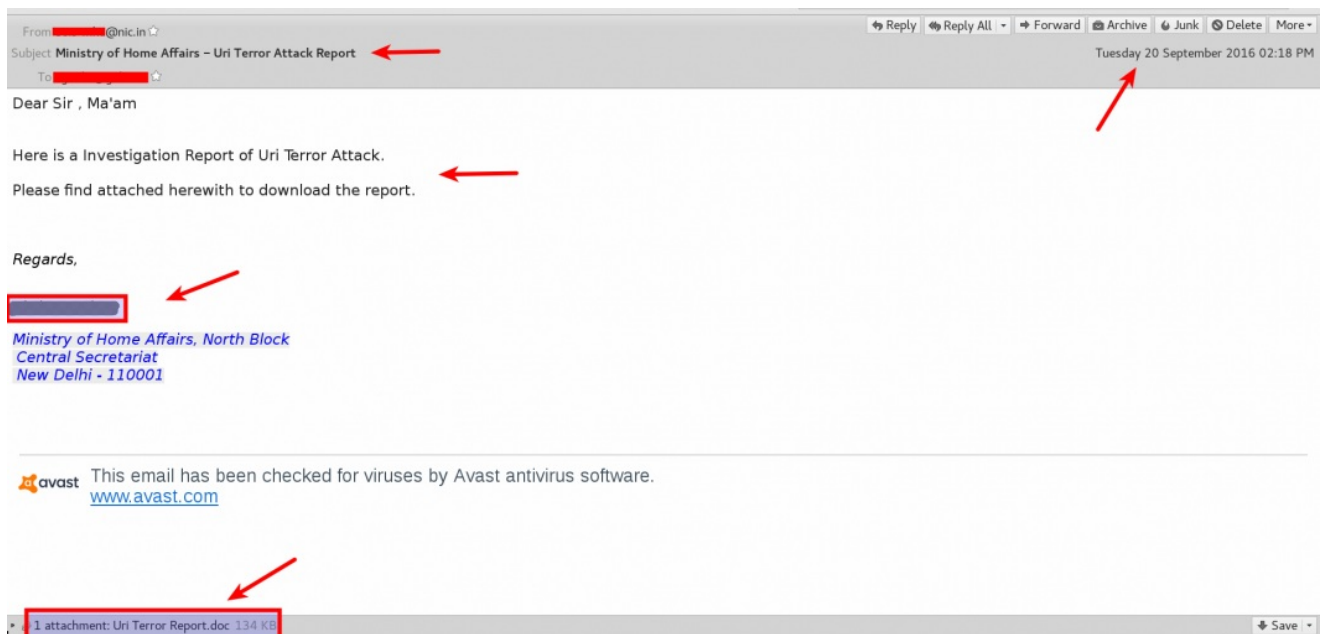 From @nic.in
Reply Reply All Forward Archive Junk Delete More
Subject Ministry of Home Affairs – Uri Terror Attack Report
Tuesday 20 September 2016 02:18 PM
To
Dear Sir , Ma'am
Here is a Investigation Report of Uri Terror Attack.
Please find attached herewith to download the report.
Regards,
Ministry of Home Affairs, North Block
Central Secretariat
New Delhi - 110001
avast This email has been checked for viruses by Avast antivirus software.
www.avast.com
1 attachment: Uri Terror Report.doc 134 KB Save